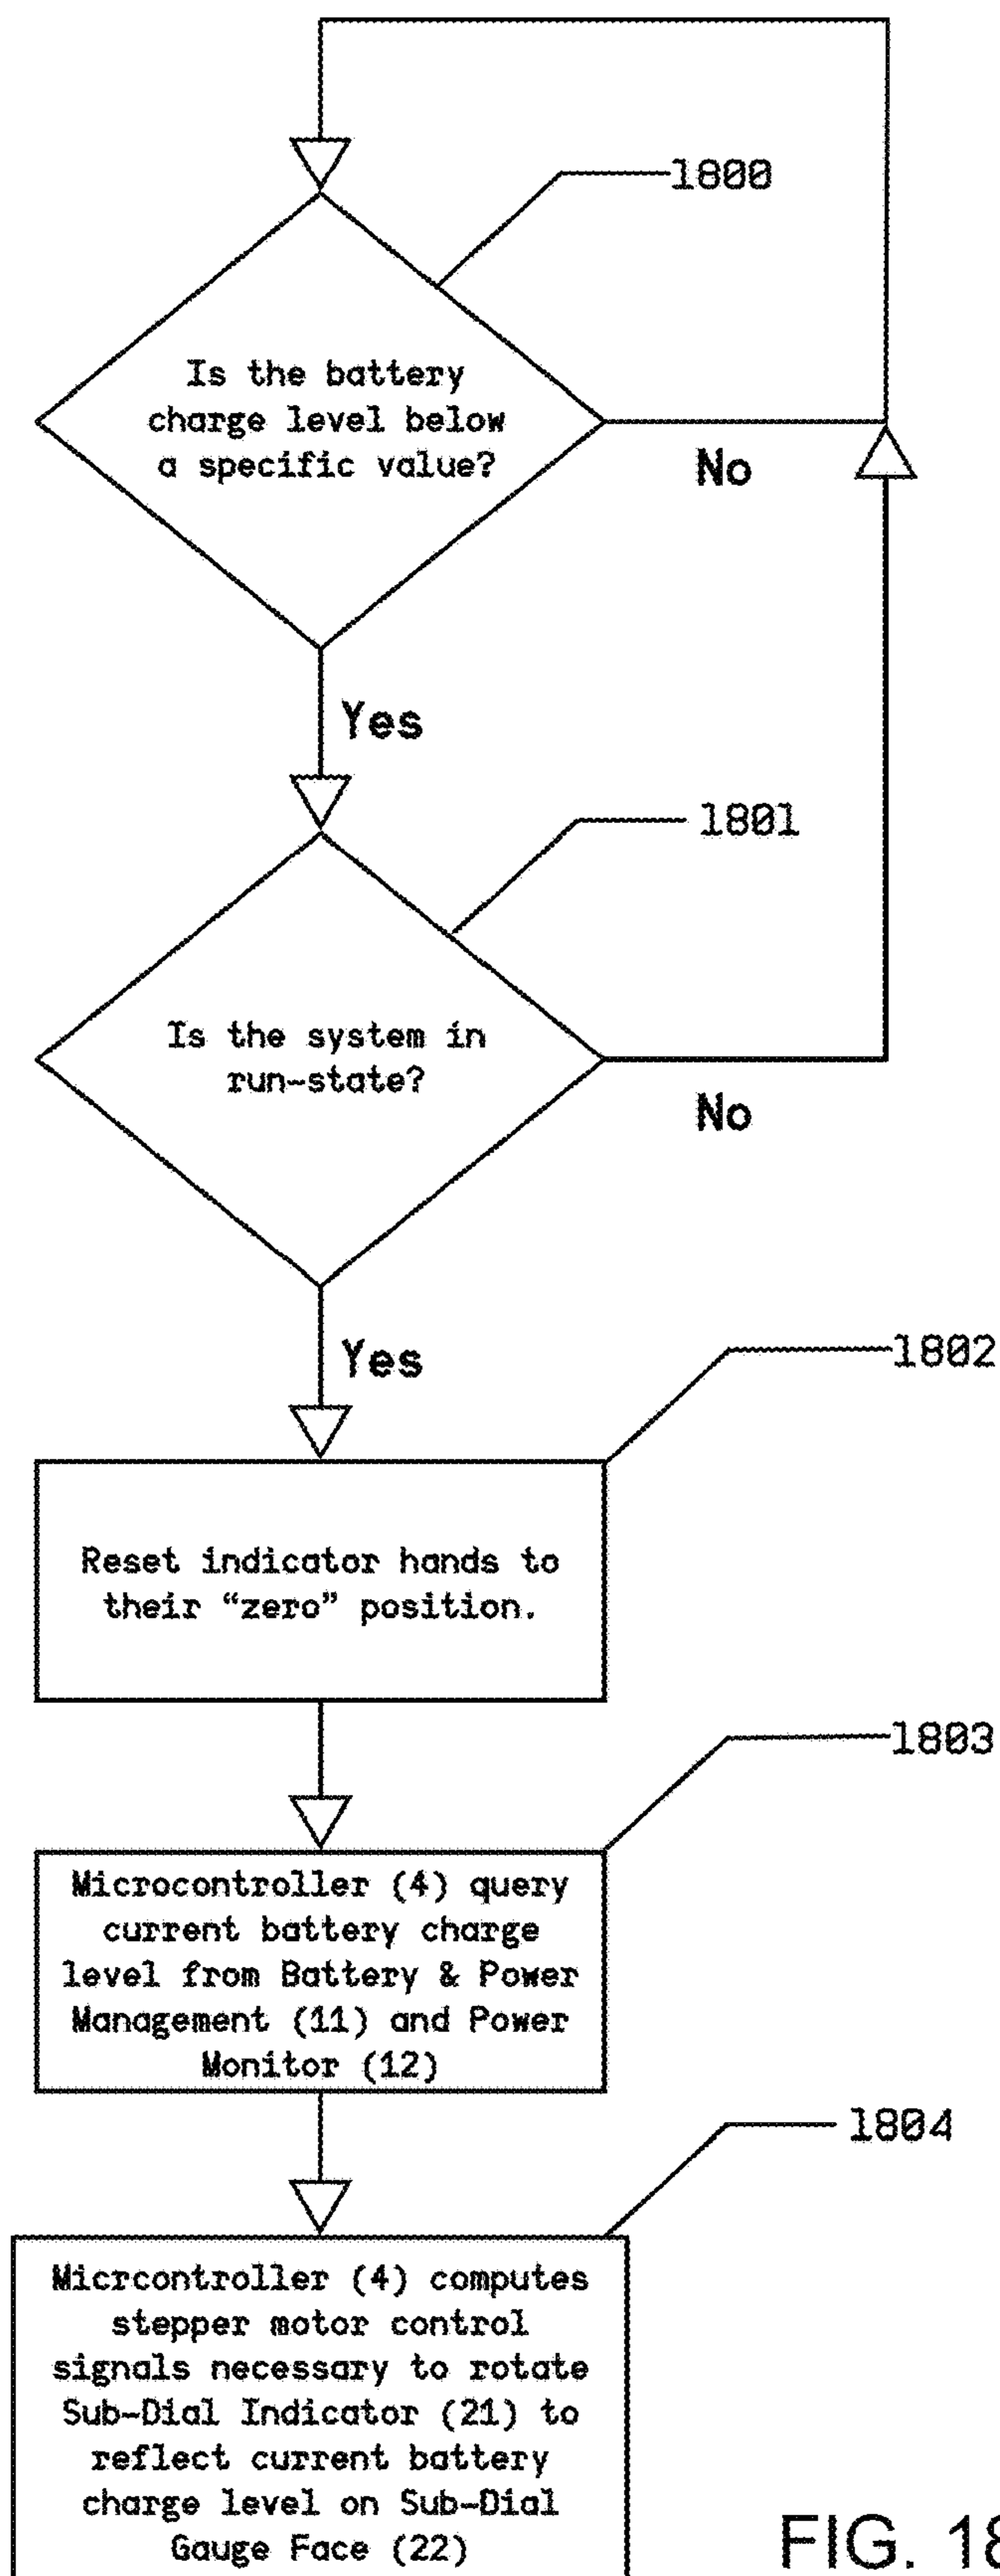 1800
Is the battery
charge level below
a specific value?
No
Yes
1801
Is the system in
run-state?
No
Yes
1802
Reset indicator hands to
their “zero” position.
1803
Microcontroller (4) query
current battery charge
level from Battery & Power
Management (11) and Power
Monitor (12)
1804
Micrcontroller (4) computes
stepper motor control
signals necessary to rotate
Sub-Dial Indicator (21) to
reflect current battery
charge level on Sub-Dial
Gauge Face (22)
FIG. 18